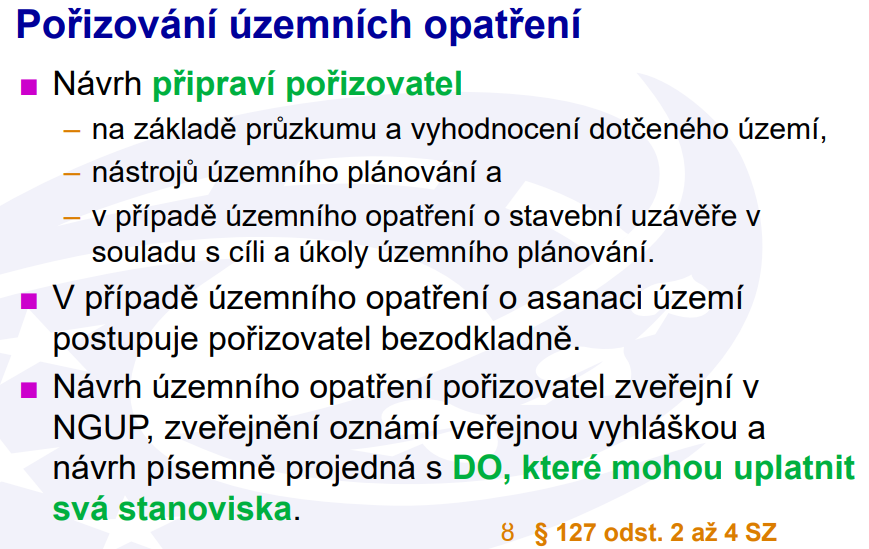 Pořizování územních opatření
■ Návrh připraví pořizovatel
– na základě průzkumu a vyhodnocení dotčeného území,
– nástrojů územního plánování a
– v případě územního opatření o stavební uzávěře v
souladu s cíli a úkoly územního plánování.
■ V případě územního opatření o asanaci území
postupuje pořizovatel bezodkladně.
■ Návrh územního opatření pořizovatel zveřejní v
NGUP, zveřejnění oznámí veřejnou vyhláškou a
návrh písemně projedná s DO, které mohou uplatnit
svá stanoviska.
8 § 127 odst. 2 až 4 SZ